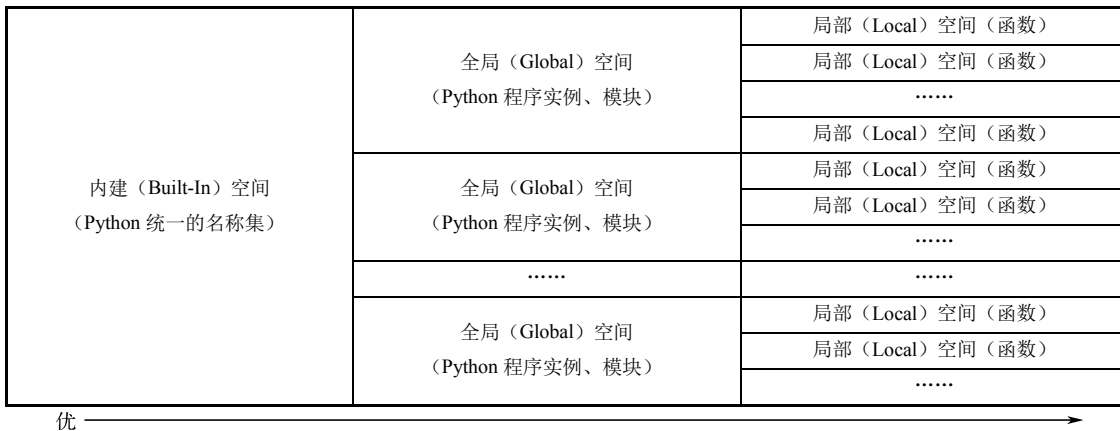 内建（Built-In）空间
（Python 统一的名称集）
全局（Global）空间
（Python 程序实例、模块）
局部（Local）空间（函数）
局部（Local）空间（函数）
……
局部（Local）空间（函数）
全局（Global）空间
（Python 程序实例、模块）
局部（Local）空间（函数）
局部（Local）空间（函数）
……
……
……
全局（Global）空间
（Python 程序实例、模块）
局部（Local）空间（函数）
局部（Local）空间（函数）
……
优